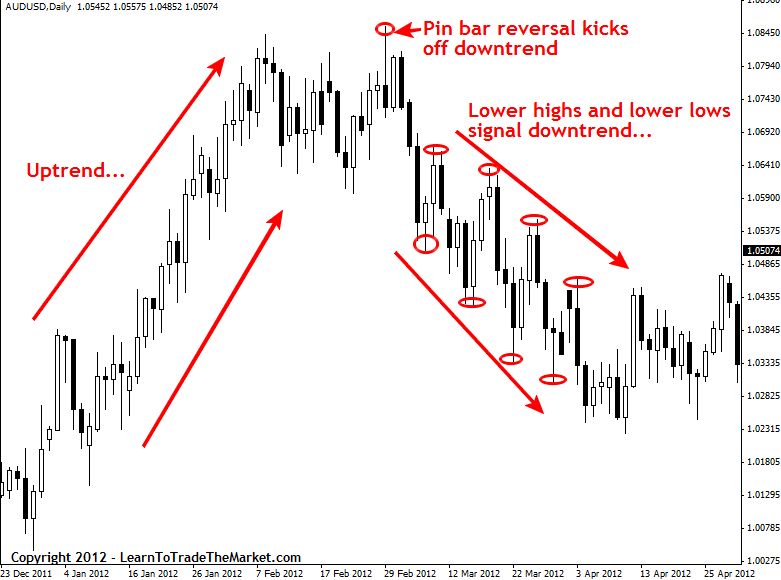 AUDUSD,Daily 1.05452 1.05575 1.04852 1.05074
Pin bar reversal kicks
off downtrend
Lower highs and lower lows
signal downtrend...
Uptrend...
1.08450
1.07940
1.07430
1.06920
1.06410
1.05900
1.05375
1.05074
1.04865
1.04355
1.03845
1.03335
1.02825
1.02315
1.01805
1.01295
1.00785
1.00275
Copyright 2012 - LearnToTradeTheMarket.com
23 Dec 2011 4 Jan 2012 16 Jan 2012 26 Jan 2012 7 Feb 2012 17 Feb 2012 29 Feb 2012 12 Mar 2012 22 Mar 2012 3 Apr 2012 13 Apr 2012 25 Apr 2012